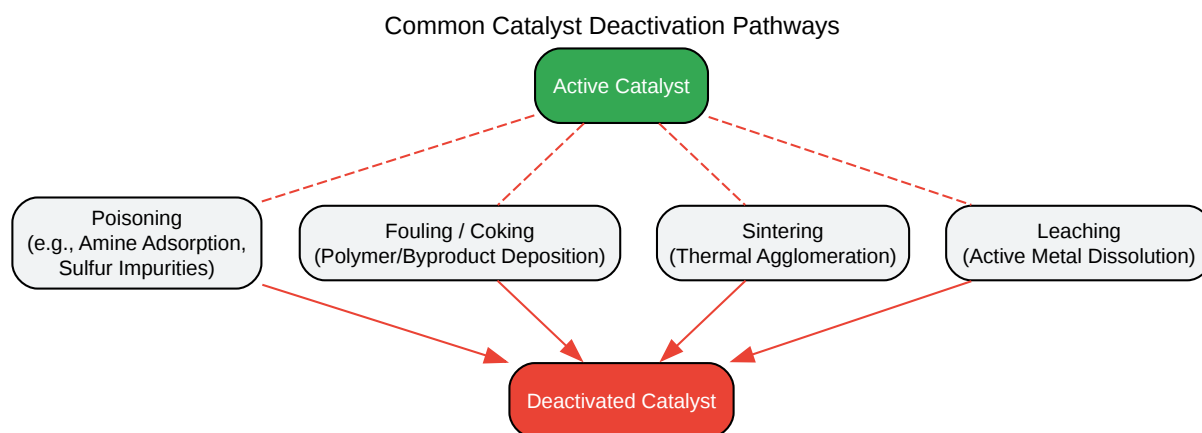 Common Catalyst Deactivation Pathways
Active Catalyst
Poisoning
(e.g., Amine Adsorption,
Sulfur Impurities)
Fouling / Coking
(Polymer/Byproduct Deposition)
Sintering
(Thermal Agglomeration)
Leaching
(Active Metal Dissolution)
Deactivated Catalyst